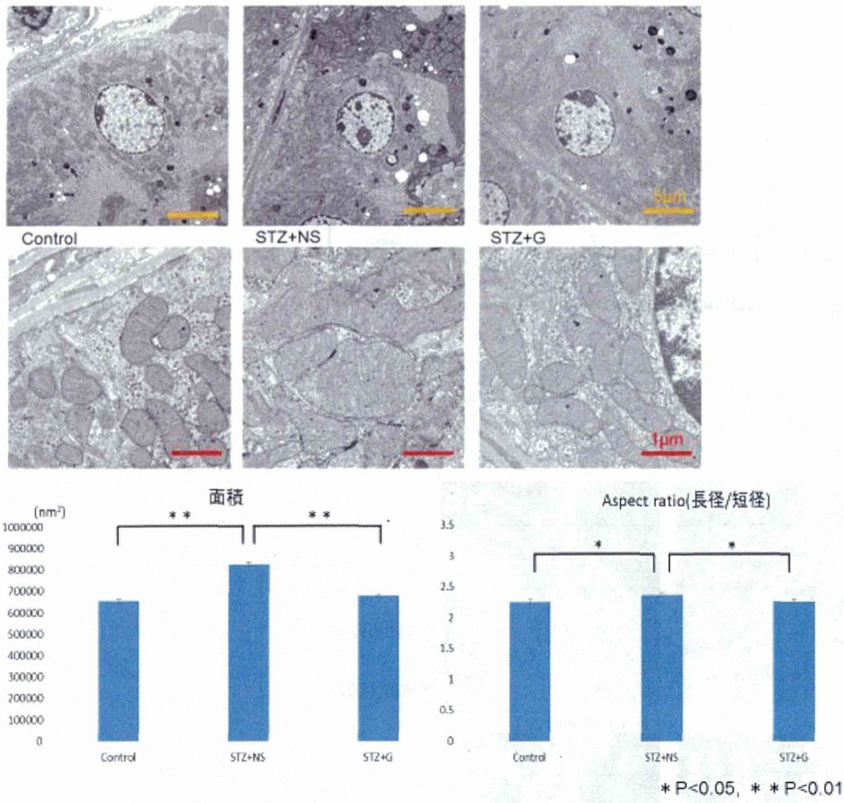 5μm
Control STZ+NS STZ+G
1μm
面積
(nm²)
1000000
900000
800000
700000
600000
500000
400000
300000
200000
100000
0
＊＊ ＊＊
Control STZ+NS STZ+G
Aspect ratio(長径/短径)
3.5
3
2.5
2
1.5
1
0.5
0
＊ ＊
Control STZ+NS STZ+G
＊P<0.05, ＊＊P<0.01